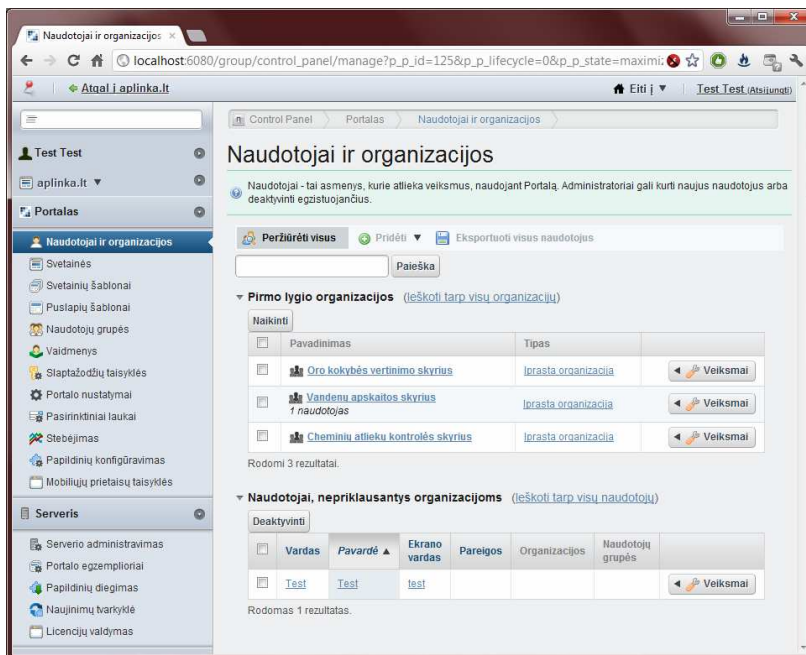 Naudotojai ir organizacijos
localhost:6080/group/control_panel/manage?p_p_id=125&p_p_lifecycle=0&p_p_state=maximi
Atgal į aplinka.lt
Eiti į ▼
Test Test (Atsijungti)
Control Panel
Portalas
Naudotojai ir organizacijos
Test Test
aplinka.lt ▼
Portalas
Naudotojai ir organizacijos
Svetainės
Svetainių šablonai
Puslapių šablonai
Naudotojų grupės
Vaidmenys
Slaptažodžių taisyklės
Portalo nustatymai
Pasirinktiniai laukai
Stebėjimas
Papildinių konfigūravimas
Mobiliųjų prietaisų taisyklės
Serveris
Serverio administravimas
Portalo egzemplioriai
Papildinių diegimas
Naujinimų tvarkyklė
Licencijų valdymas
Naudotojai ir organizacijos
Naudotojai - tai asmenys, kurie atlieka veiksmus, naudojant Portalą. Administratoriai gali kurti naujus naudotojus arba
deaktyvinti egzistuojančius.
Peržiūrėti visus
Pridėti ▼
Eksportuoti visus naudotojus
Paieška
Pirmo lygio organizacijos (Ieškoti tarp visų organizacijų)
Naikinti
Pavadinimas Tipas
Oro kokybės vertinimo skyrius Įprasta organizacija Veiksmai
Vandenų apskaitos skyrius
1 naudotojas
Įprasta organizacija Veiksmai
Cheminių atliekų kontrolės skyrius Įprasta organizacija Veiksmai
Rodomi 3 rezultatai.
Naudotojai, nepriklausantys organizacijoms (Ieškoti tarp visų naudotojų)
Deaktyvinti
Vardas Pavardė ▲ Ekrano vardas Pareigos Organizacijos Naudotojų grupės
Test Test test Veiksmai
Rodomas 1 rezultatas.